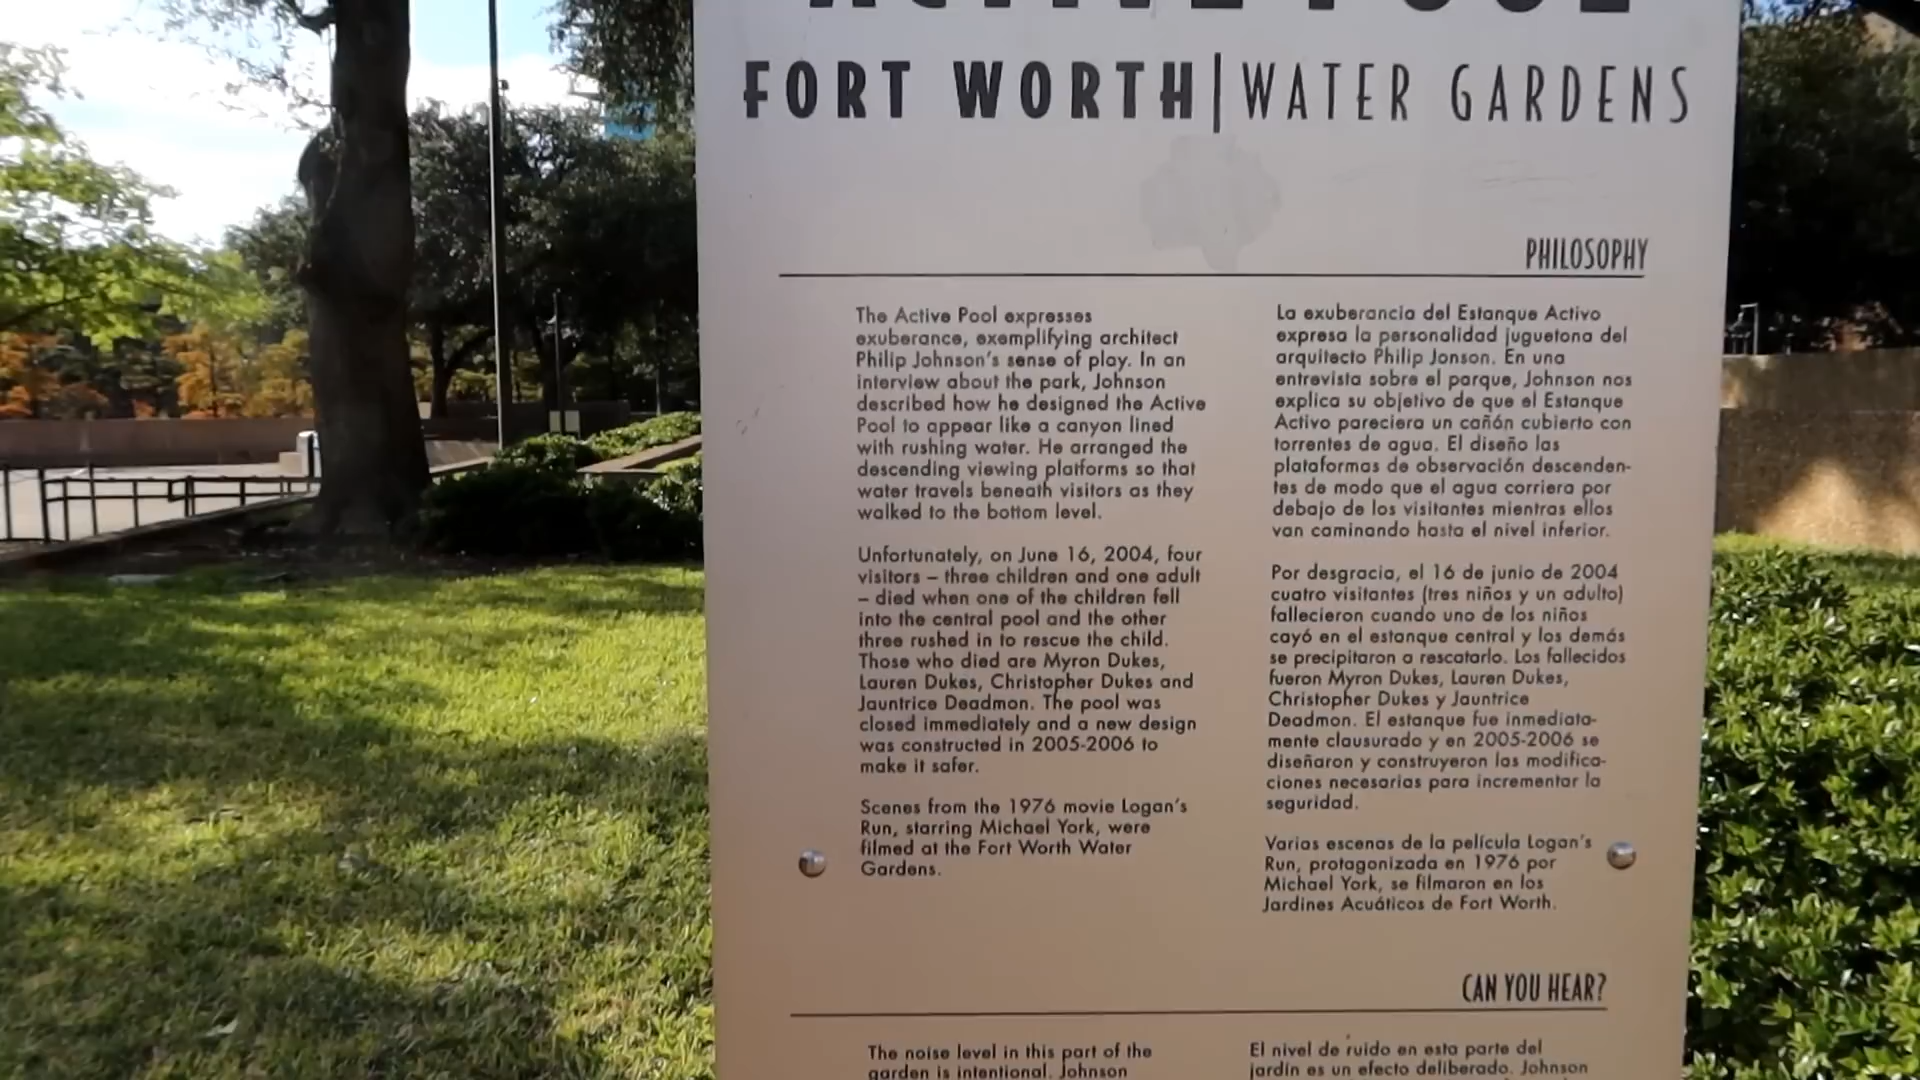 ACTIVE POOL
FORT WORTH|WATER GARDENS
PHILOSOPHY
The Active Pool expresses
exuberance, exemplifying architect
Philip Johnson's sense of play. In an
interview about the park, Johnson
described how he designed the Active
Pool to appear like a canyon lined
with rushing water. He arranged the
descending viewing platforms so that
water travels beneath visitors as they
walked to the bottom level.
Unfortunately, on June 16, 2004, four
visitors – three children and one adult
– died when one of the children fell
into the central pool and the other
three rushed in to rescue the child.
Those who died are Myron Dukes,
Lauren Dukes, Christopher Dukes and
Jauntrice Deadmon. The pool was
closed immediately and a new design
was constructed in 2005-2006 to
make it safer.
Scenes from the 1976 movie Logan's
Run, starring Michael York, were
filmed at the Fort Worth Water
Gardens.
La exuberancia del Estanque Activo
expresa la personalidad juguetona del
arquitecto Philip Jonson. En una
entrevista sobre el parque, Johnson nos
explica su objetivo de que el Estanque
Activo pareciera un cañón cubierto con
torrentes de agua. El diseño las
plataformas de observación descenden-
tes de modo que el agua corriera por
debajo de los visitantes mientras ellos
van caminando hasta el nivel inferior.
Por desgracia, el 16 de junio de 2004
cuatro visitantes (tres niños y un adulto)
fallecieron cuando uno de los niños
cayó en el estanque central y los demás
se precipitaron a rescatarlo. Los fallecidos
fueron Myron Dukes, Lauren Dukes,
Christopher Dukes y Jauntrice
Deadmon. El estanque fue inmediata-
mente clausurado y en 2005-2006 se
diseñaron y construyeron las modifica-
ciones necesarias para incrementar la
seguridad.
Varias escenas de la película Logan's
Run, protagonizada en 1976 por
Michael York, se filmaron en los
Jardines Acuáticos de Fort Worth.
CAN YOU HEAR?
The noise level in this part of the
garden is intentional. Johnson
El nivel de ruido en esta parte del
jardín es un efecto deliberado. Johnson